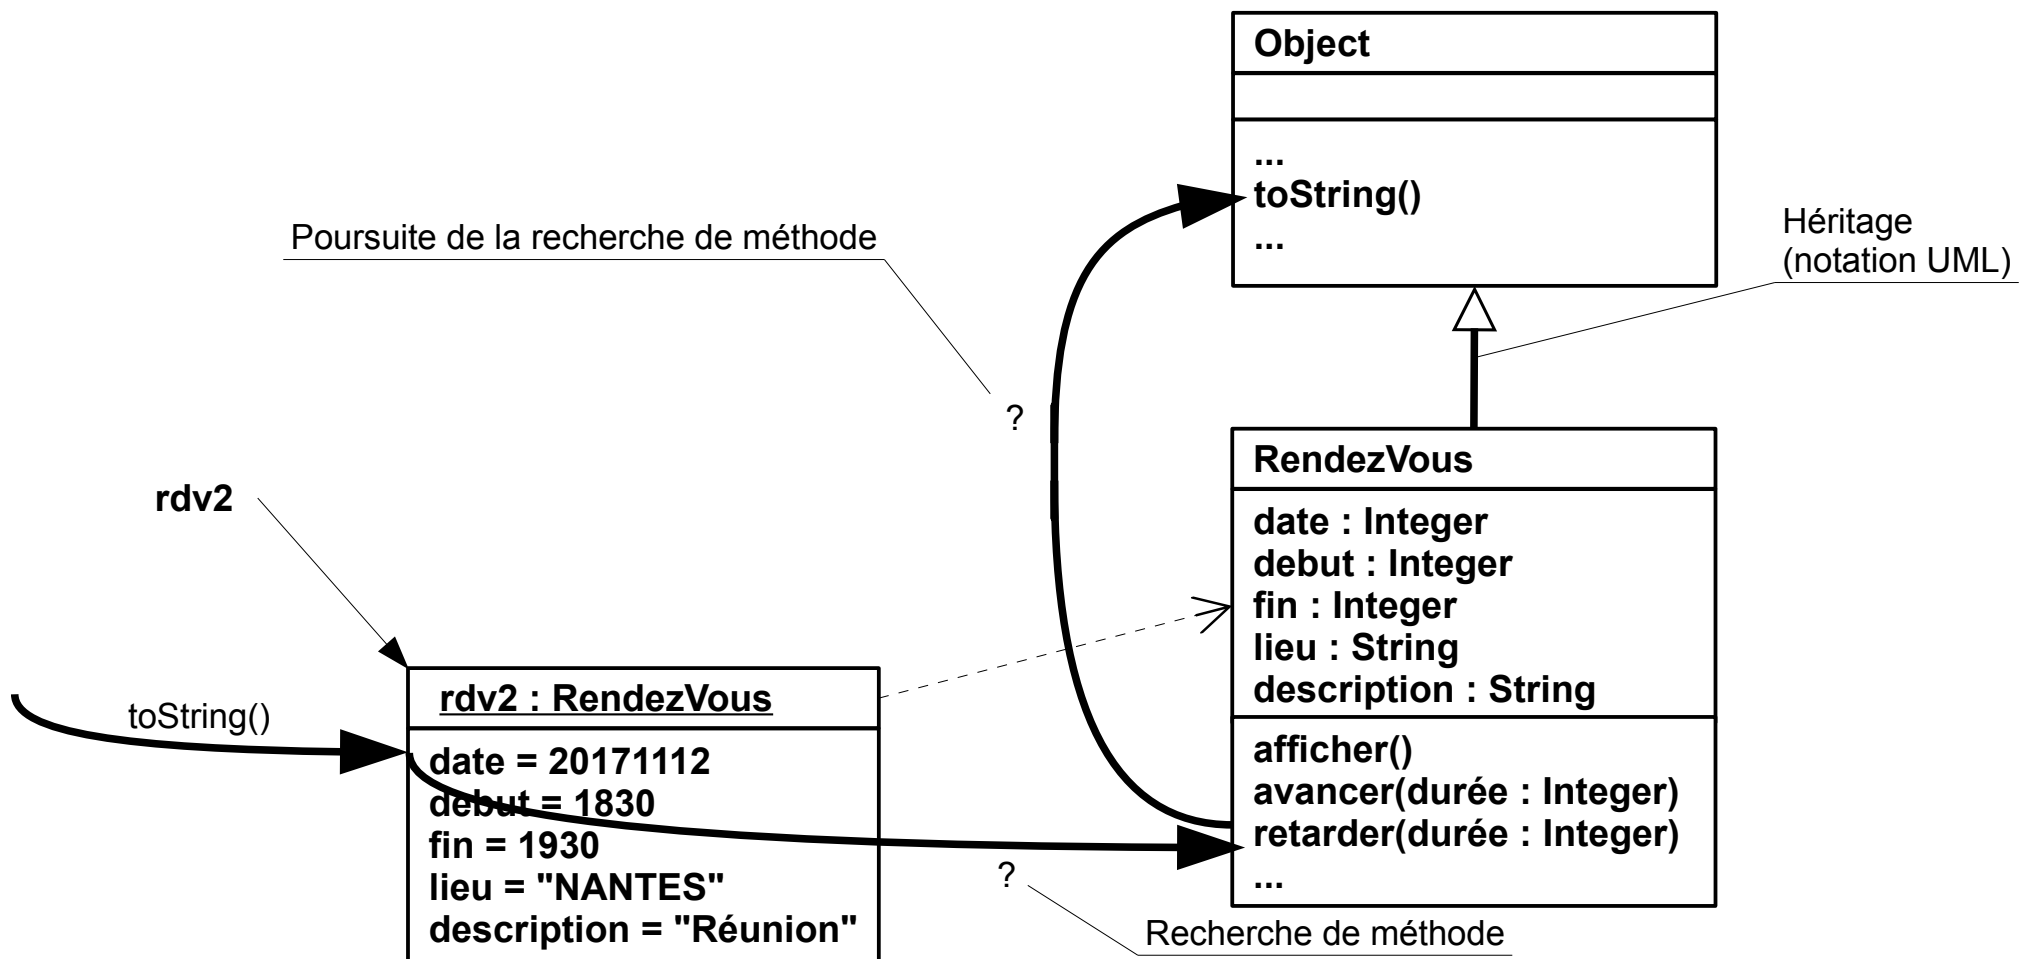 Object
...
toString()
...
Héritage
(notation UML)
Poursuite de la recherche de méthode
?
RendezVous
date : Integer
debut : Integer
fin : Integer
lieu : String
description : String
afficher()
avancer(durée : Integer)
retarder(durée : Integer)
...
rdv2
toString()
rdv2 : RendezVous
date = 20171112
debut = 1830
fin = 1930
lieu = "NANTES"
description = "Réunion"
?
Recherche de méthode